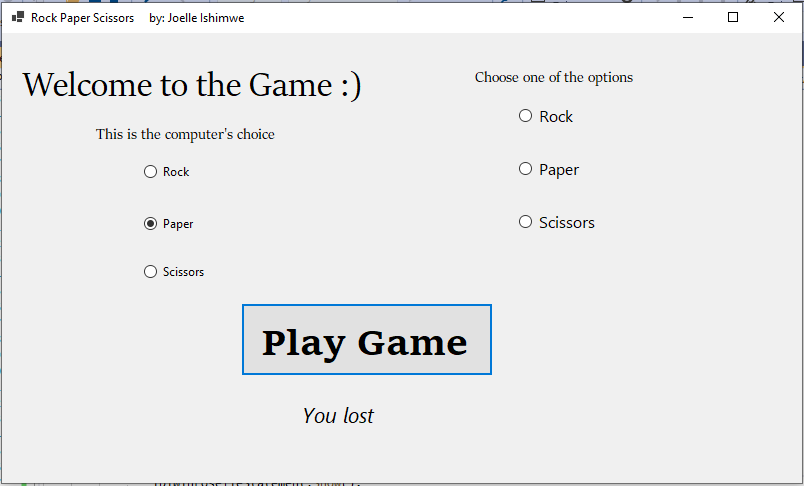 Rock Paper Scissors by: Joelle Ishimwe
Welcome to the Game :)
This is the computer's choice
Rock
Paper
Scissors
Choose one of the options
Rock
Paper
Scissors
Play Game
You lost